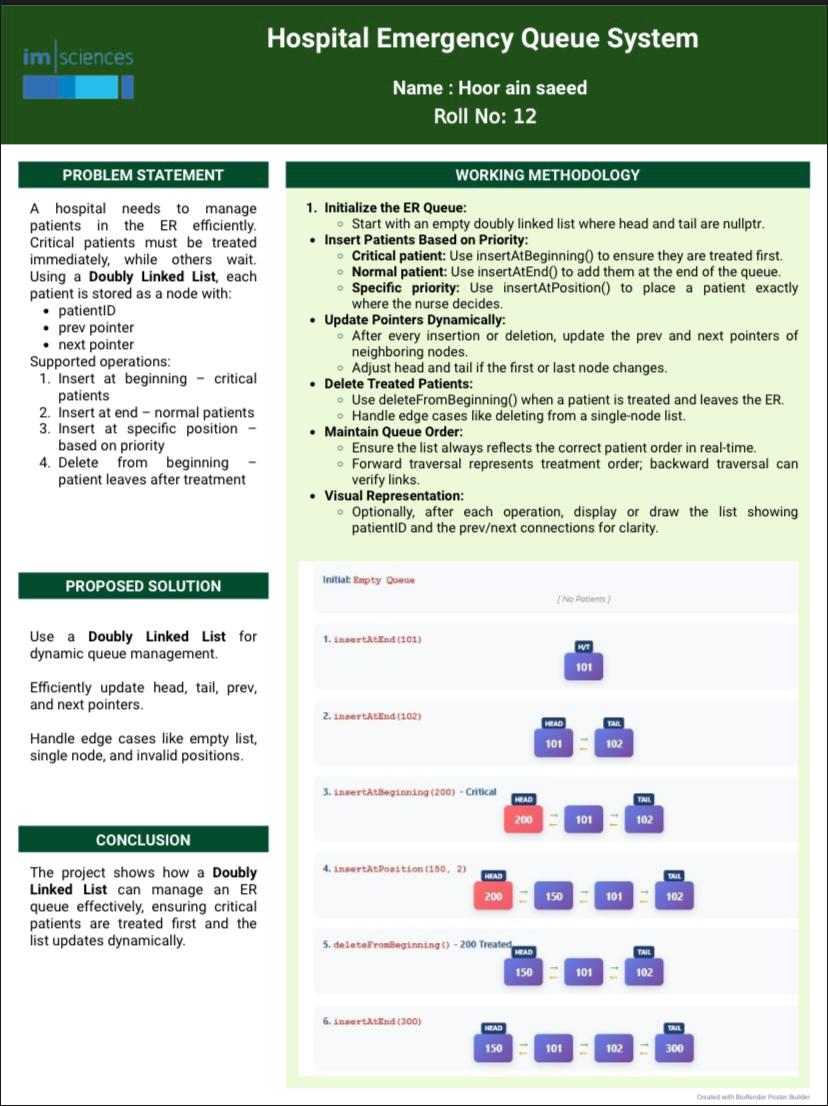 im|sciences
Hospital Emergency Queue System
Name : Hoor ain saeed
Roll No: 12
PROBLEM STATEMENT
A hospital needs to manage
patients in the ER efficiently.
Critical patients must be treated
immediately, while others wait.
Using a Doubly Linked List, each
patient is stored as a node with:
• patientID
• prev pointer
• next pointer
Supported operations:
1. Insert at beginning – critical
patients
2. Insert at end – normal patients
3. Insert at specific position –
based on priority
4. Delete from beginning –
patient leaves after treatment
PROPOSED SOLUTION
Use a Doubly Linked List for
dynamic queue management.
Efficiently update head, tail, prev,
and next pointers.
Handle edge cases like empty list,
single node, and invalid positions.
CONCLUSION
The project shows how a Doubly
Linked List can manage an ER
queue effectively, ensuring critical
patients are treated first and the
list updates dynamically.
WORKING METHODOLOGY
1. Initialize the ER Queue:
○ Start with an empty doubly linked list where head and tail are nullptr.
• Insert Patients Based on Priority:
○ Critical patient: Use insertAtBeginning() to ensure they are treated first.
○ Normal patient: Use insertAtEnd() to add them at the end of the queue.
○ Specific priority: Use insertAtPosition() to place a patient exactly
where the nurse decides.
• Update Pointers Dynamically:
○ After every insertion or deletion, update the prev and next pointers of
neighboring nodes.
○ Adjust head and tail if the first or last node changes.
• Delete Treated Patients:
○ Use deleteFromBeginning() when a patient is treated and leaves the ER.
○ Handle edge cases like deleting from a single-node list.
• Maintain Queue Order:
○ Ensure the list always reflects the correct patient order in real-time.
○ Forward traversal represents treatment order; backward traversal can
verify links.
• Visual Representation:
○ Optionally, after each operation, display or draw the list showing
patientID and the prev/next connections for clarity.
Initial: Empty Queue
[ No Patients ]
1. insertAtEnd(101)
H/T
101
2. insertAtEnd(102)
HEAD TAIL
101 → ← 102
3. insertAtBeginning(200) - Critical
HEAD TAIL
200 → ← 101 → ← 102
4. insertAtPosition(150, 2)
HEAD TAIL
200 → ← 150 → ← 101 → ← 102
5. deleteFromBeginning() - 200 Treated
HEAD TAIL
150 → ← 101 → ← 102
6. insertAtEnd(300)
HEAD TAIL
150 → ← 101 → ← 102 → ← 300
Created with BioRender Poster Builder